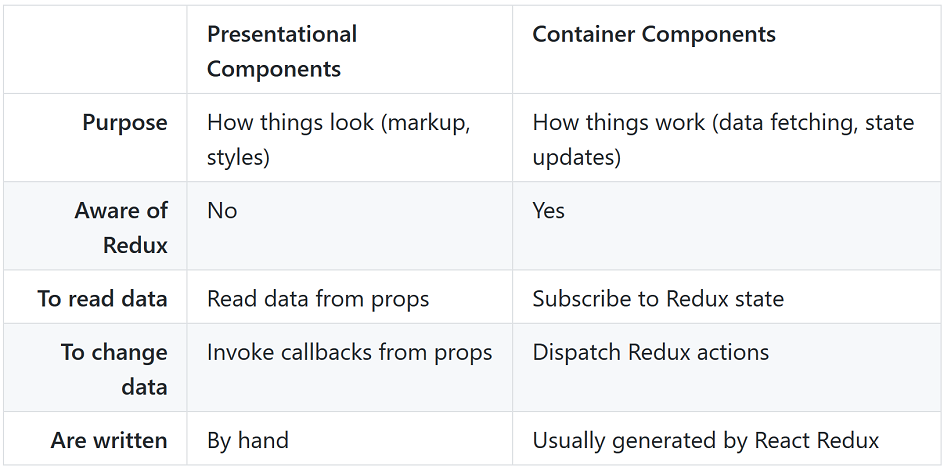 Presentational
Components
Container Components
Purpose
How things look (markup,
styles)
How things work (data fetching, state
updates)
Aware of
Redux
No
Yes
To read data
Read data from props
Subscribe to Redux state
To change
data
Invoke callbacks from props
Dispatch Redux actions
Are written
By hand
Usually generated by React Redux